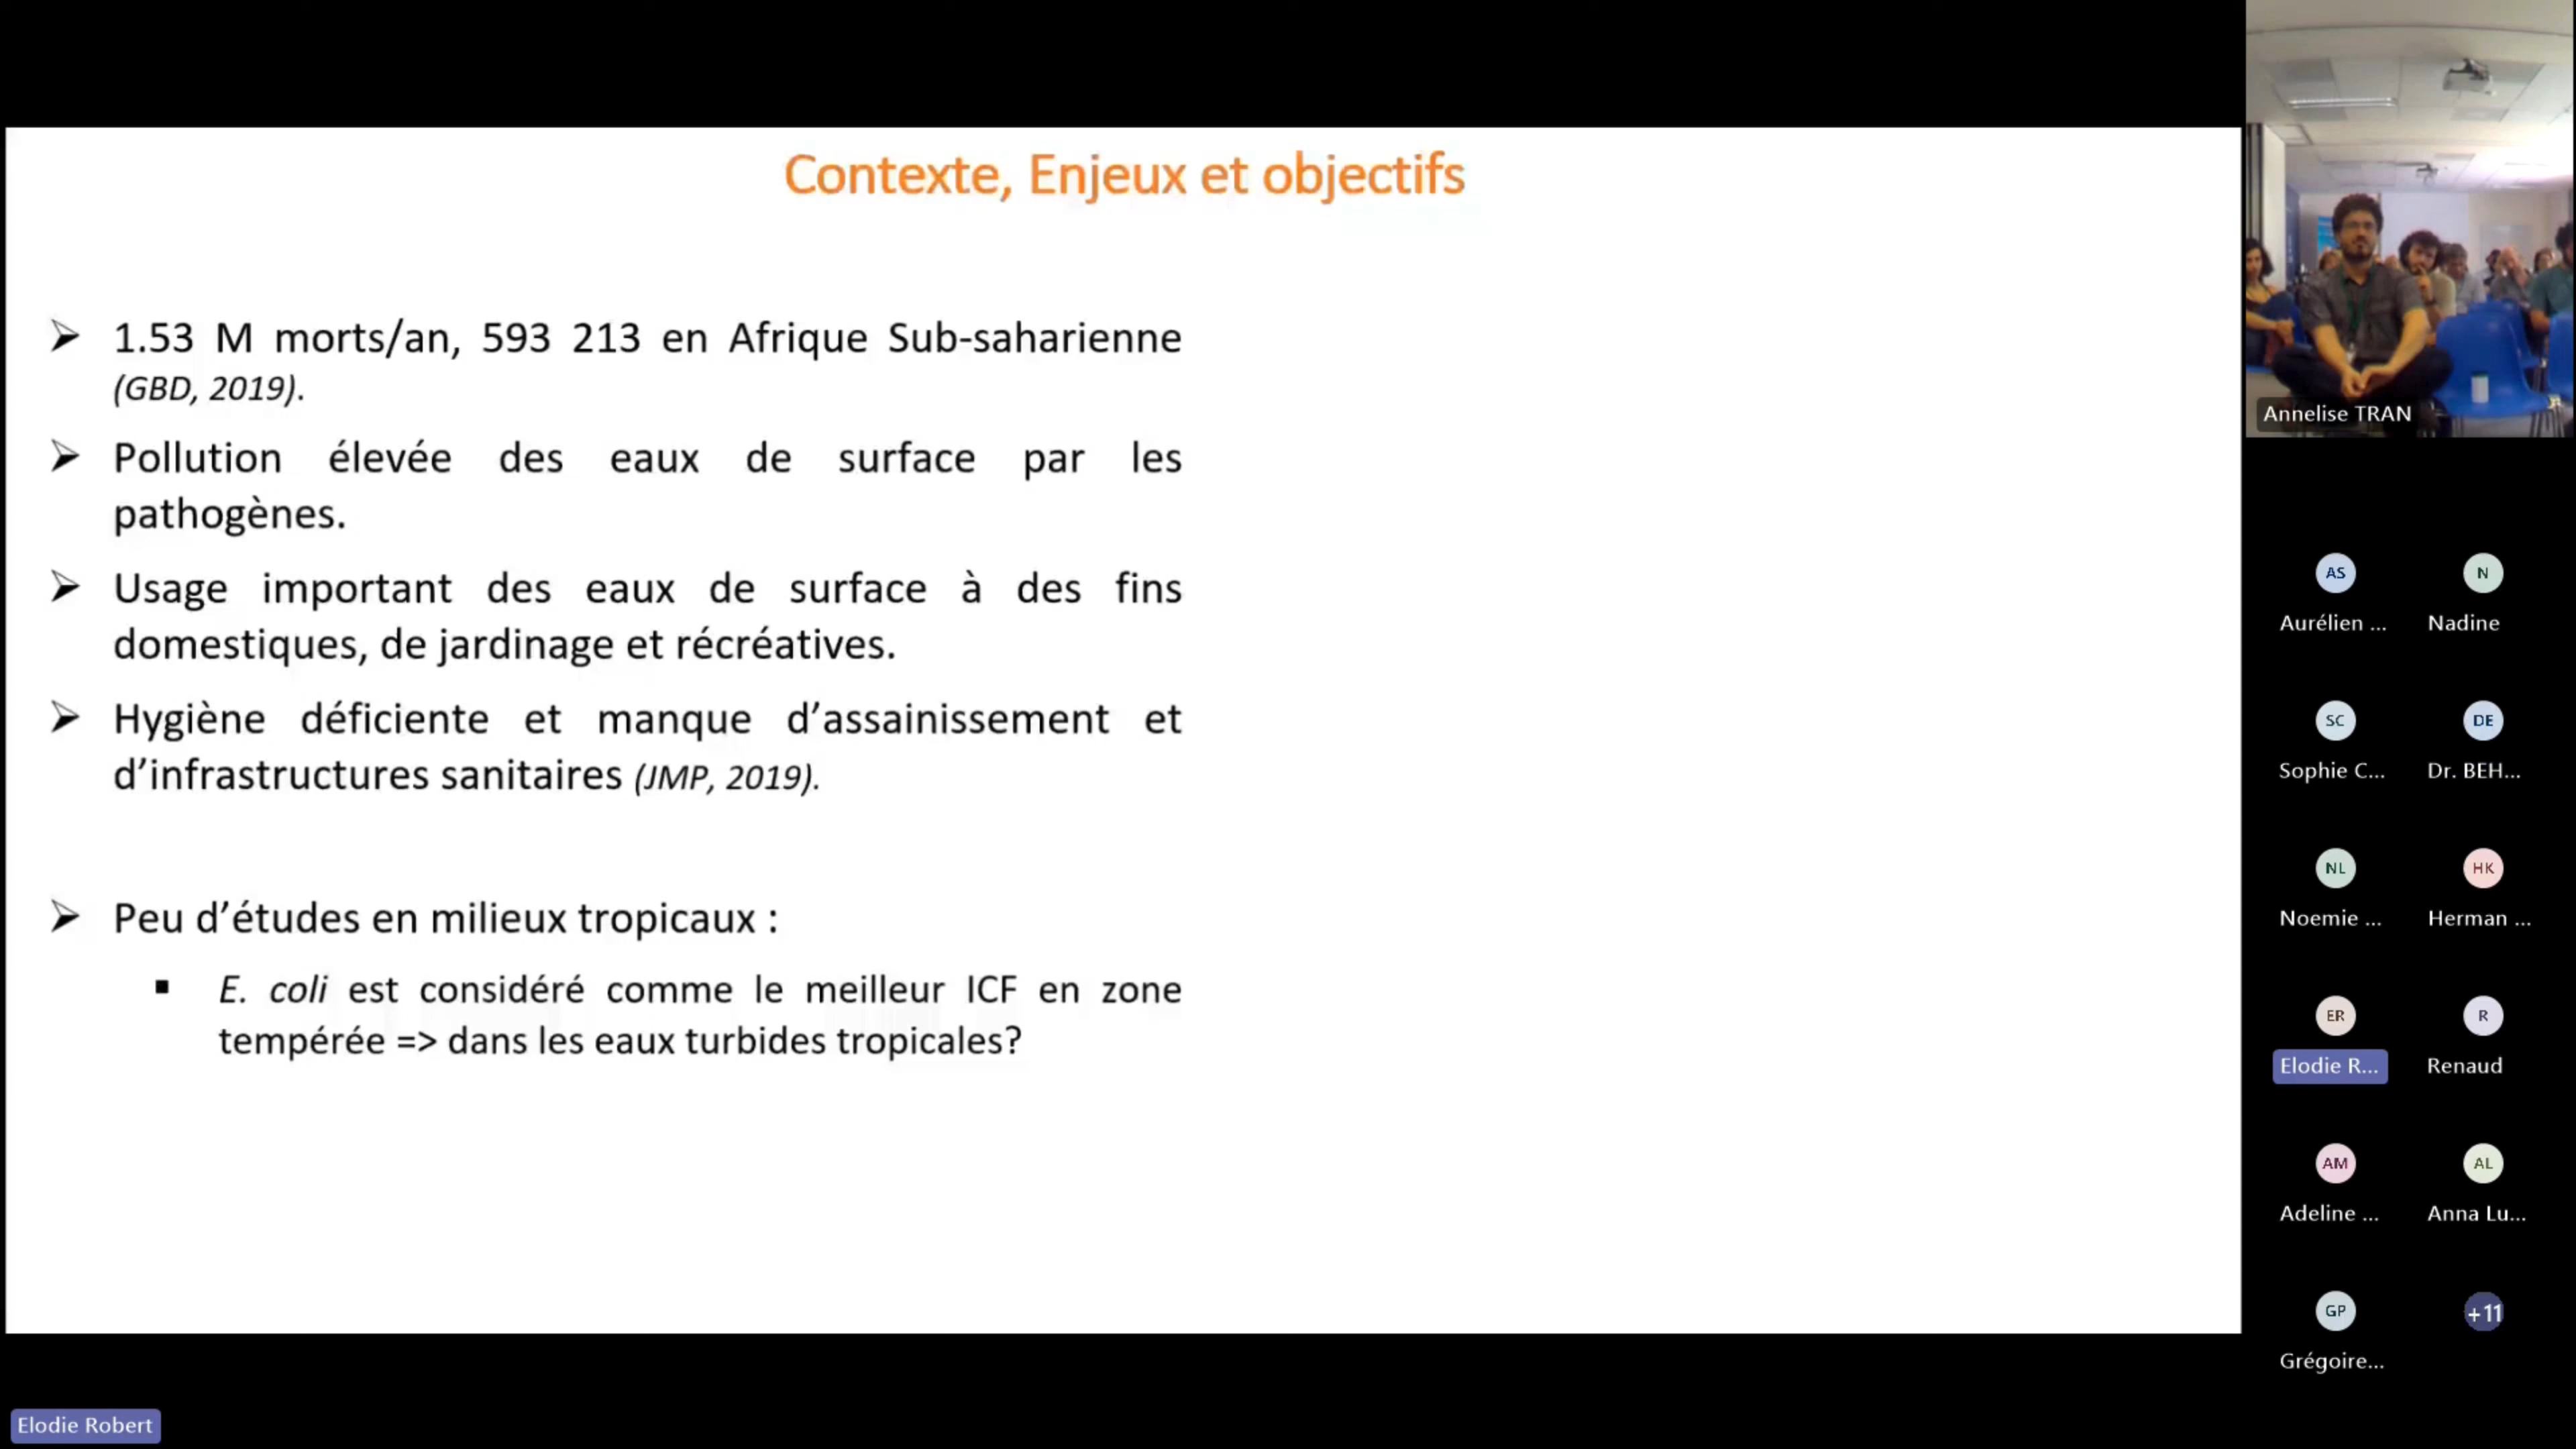 Contexte, Enjeux et objectifs
➢ 1.53 M morts/an, 593 213 en Afrique Sub-saharienne
(GBD, 2019).
➢ Pollution élevée des eaux de surface par les
pathogènes.
➢ Usage important des eaux de surface à des fins
domestiques, de jardinage et récréatives.
➢ Hygiène déficiente et manque d’assainissement et
d’infrastructures sanitaires (JMP, 2019).
➢ Peu d’études en milieux tropicaux :
▪ E. coli est considéré comme le meilleur ICF en zone
tempérée => dans les eaux turbides tropicales?
Elodie Robert
Annelise TRAN
AS
Aurélien ...
N
Nadine
SC
Sophie C...
DE
Dr. BEH...
NL
Noemie ...
HK
Herman ...
ER
Elodie R...
R
Renaud
AM
Adeline ...
AL
Anna Lu...
GP
Grégoire...
+11